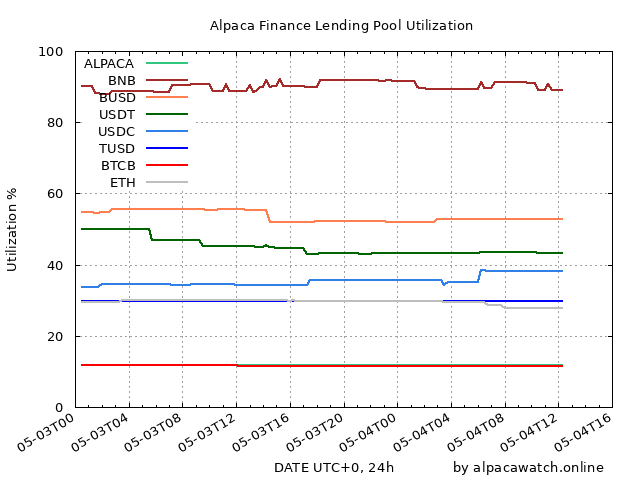 Alpaca Finance Lending Pool Utilization
Utilization %
100
80
60
40
20
0
ALPACA
BNB
BUSD
USDT
USDC
TUSD
BTCB
ETH
05-03T00
05-03T04
05-03T08
05-03T12
05-03T16
05-03T20
05-04T00
05-04T04
05-04T08
05-04T12
05-04T16
DATE UTC+0, 24h
by alpacawatch.online